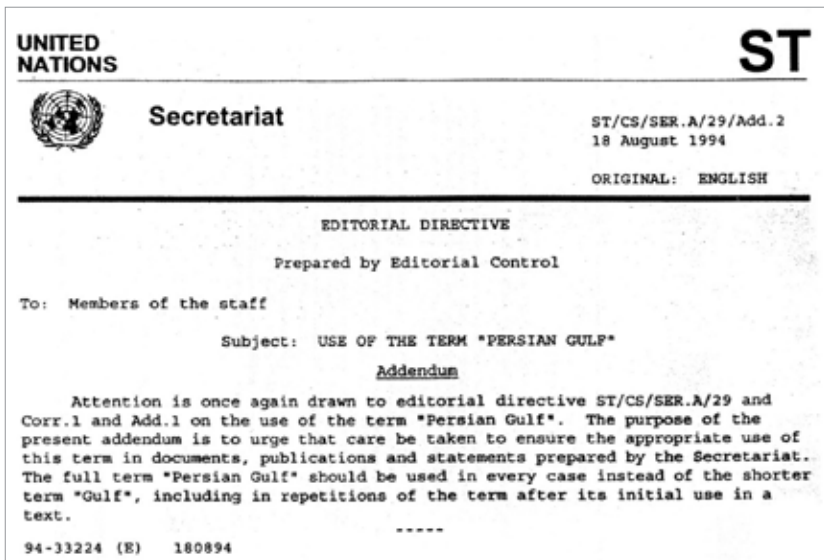 UNITED
NATIONS
ST
Secretariat
ST/CS/SER.A/29/Add.2
18 August 1994
ORIGINAL: ENGLISH
EDITORIAL DIRECTIVE
Prepared by Editorial Control
To: Members of the staff
Subject: USE OF THE TERM "PERSIAN GULF"
Addendum
Attention is once again drawn to editorial directive ST/CS/SER.A/29 and
Corr.1 and Add.1 on the use of the term "Persian Gulf". The purpose of the
present addendum is to urge that care be taken to ensure the appropriate use of
this term in documents, publications and statements prepared by the Secretariat.
The full term "Persian Gulf" should be used in every case instead of the shorter
term "Gulf", including in repetitions of the term after its initial use in a
text.
-----
94-33224 (E) 180894